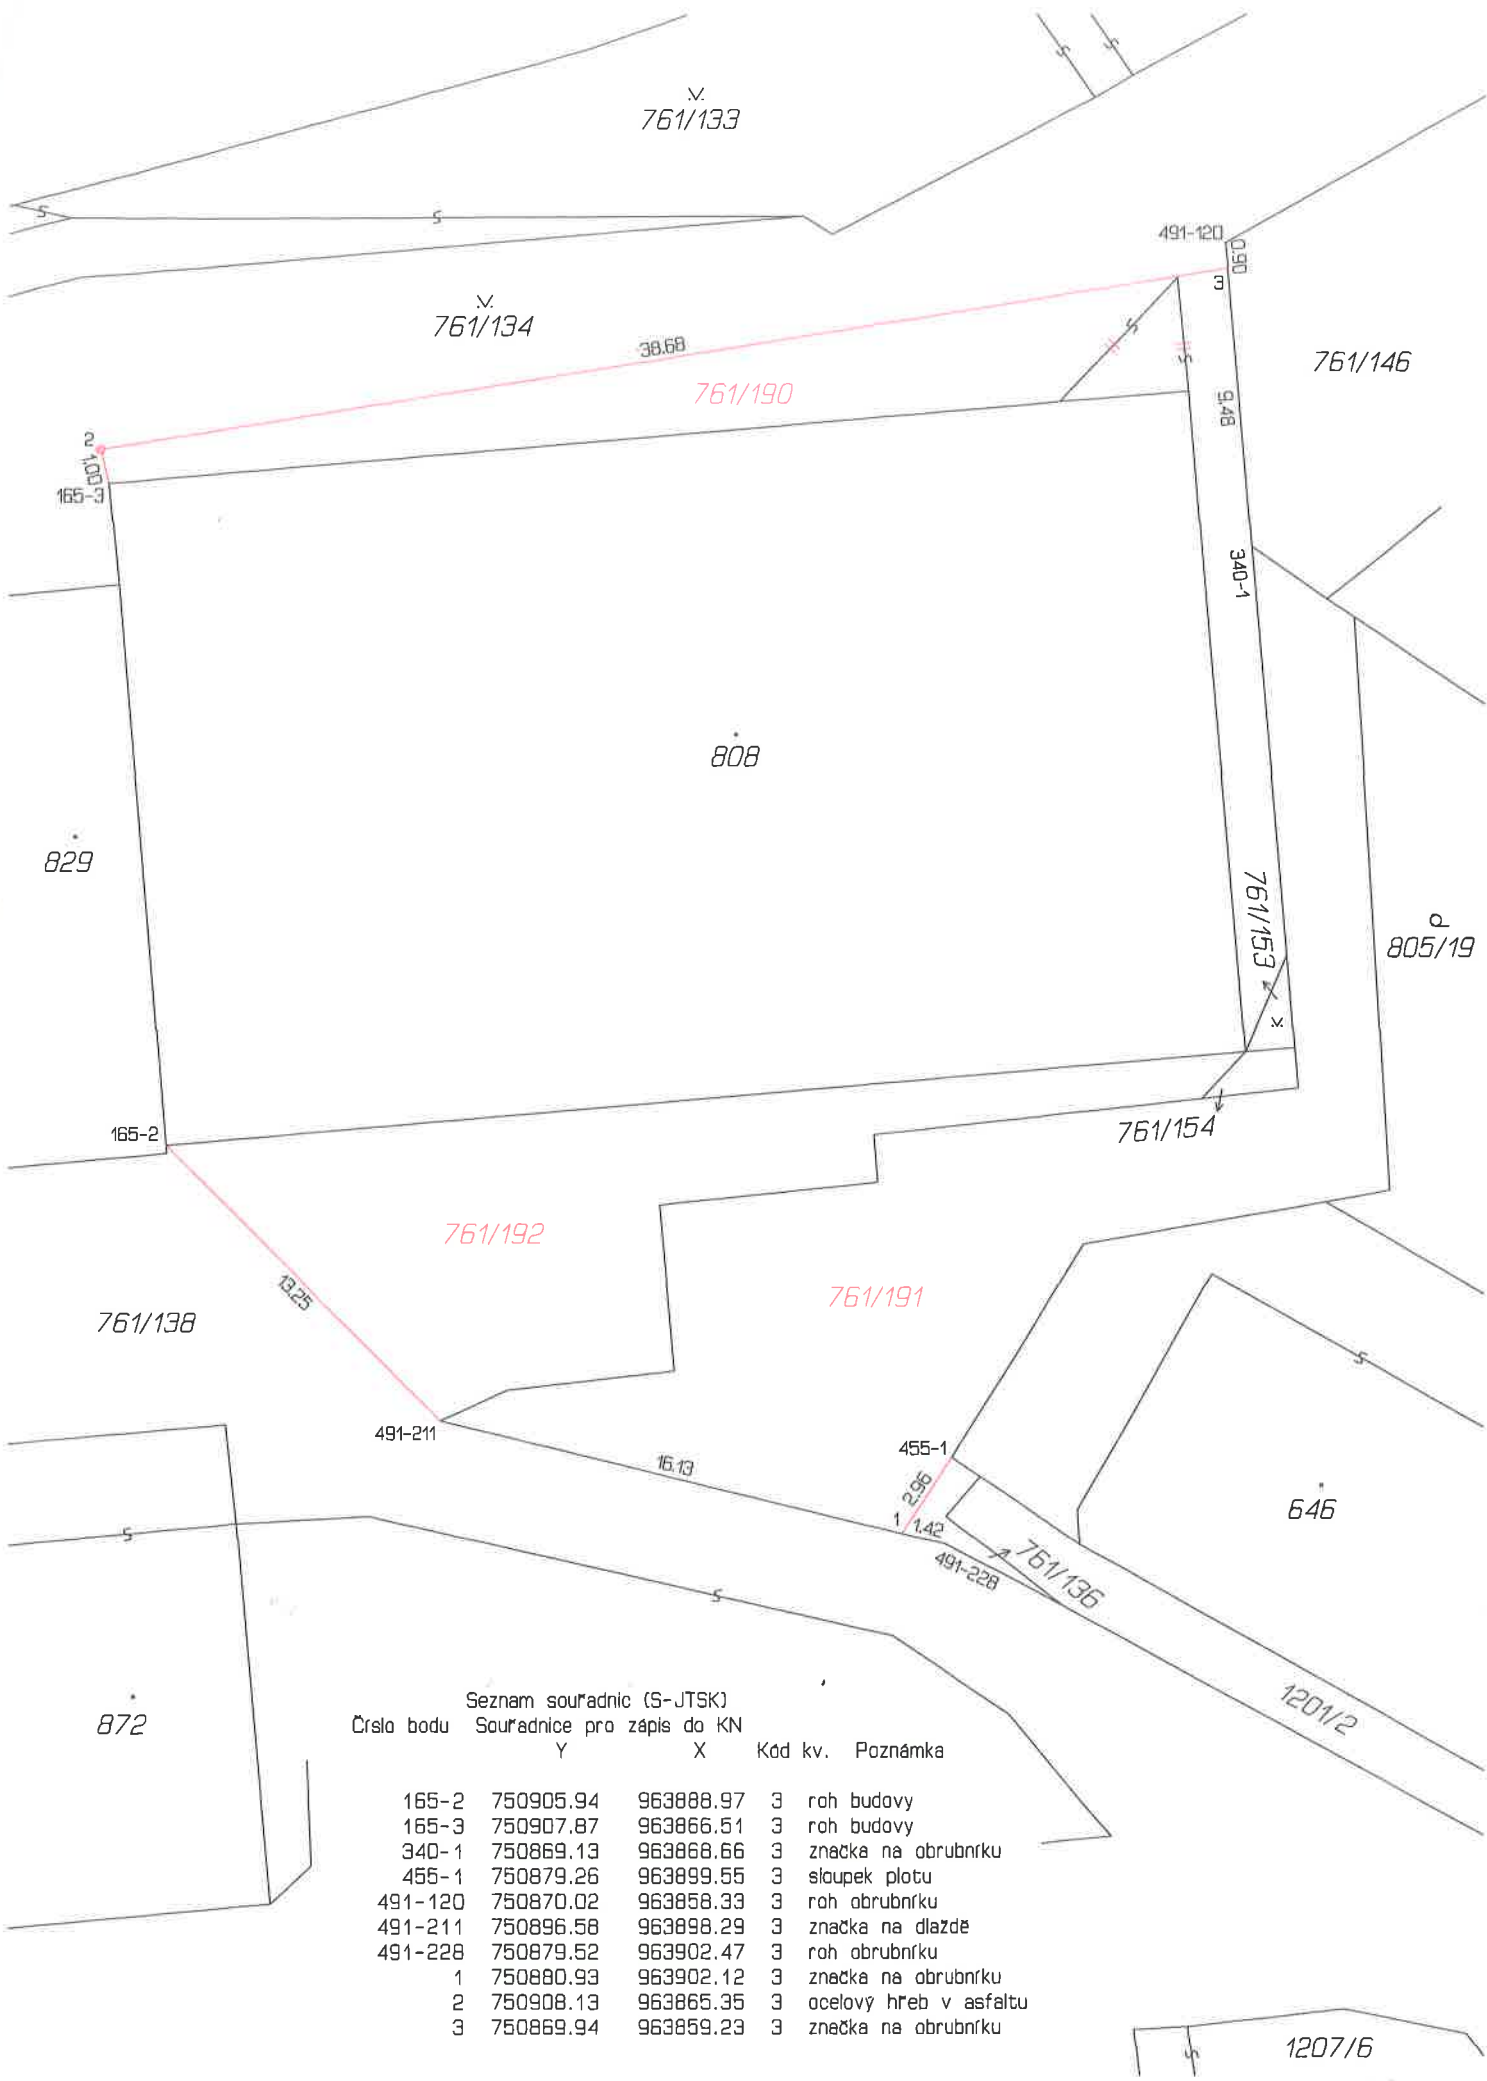 761/133
491-120
0.90
3
761/134
38.68
761/146
761/190
9.48
2
1.00
165-3
340-1
808
829
761/153
805/19
165-2
761/154
761/192
13.25
761/191
761/138
491-211
16.13
455-1
2.96
1
1.42
646
491-228
761/136
1201/2
872
Seznam souřadnic (S-JTSK)
Číslo bodu Souřadnice pro zápis do KN
Y X Kód kv. Poznámka
165-2 750905.94 963888.97 3 roh budovy
165-3 750907.87 963866.51 3 roh budovy
340-1 750869.13 963868.66 3 značka na obrubníku
455-1 750879.26 963899.55 3 sloupek plotu
491-120 750870.02 963858.33 3 roh obrubníku
491-211 750896.58 963898.29 3 značka na dlaždě
491-228 750879.52 963902.47 3 roh obrubníku
1 750880.93 963902.12 3 značka na obrubníku
2 750908.13 963865.35 3 ocelový hřeb v asfaltu
3 750869.94 963859.23 3 značka na obrubníku
1207/6